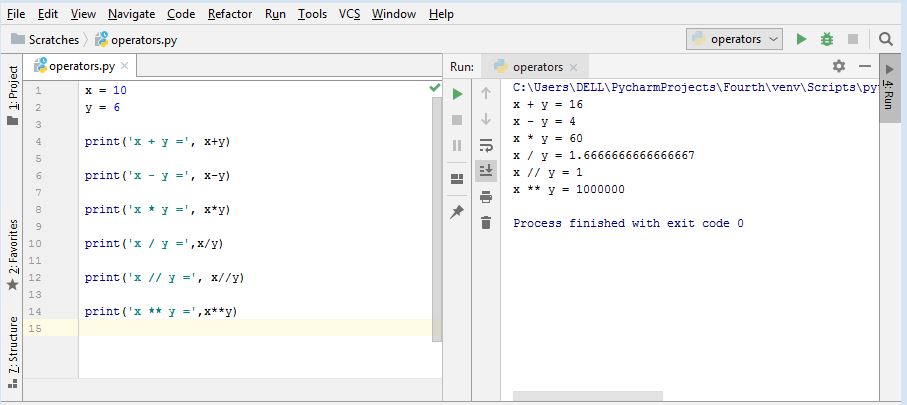 File Edit View Navigate Code Refactor Run Tools VCS Window Help
Scratches operators.py
operators
operators.py
Run: operators
1: Project
2: Favorites
7: Structure
1 x = 10
2 y = 6
3
4 print('x + y =', x+y)
5
6 print('x - y =', x-y)
7
8 print('x * y =', x*y)
9
10 print('x / y =',x/y)
11
12 print('x // y =', x//y)
13
14 print('x ** y =',x**y)
15
C:\Users\DELL\PycharmProjects\Fourth\venv\Scripts\py
x + y = 16
x - y = 4
x * y = 60
x / y = 1.6666666666666667
x // y = 1
x ** y = 1000000
Process finished with exit code 0
4: Run